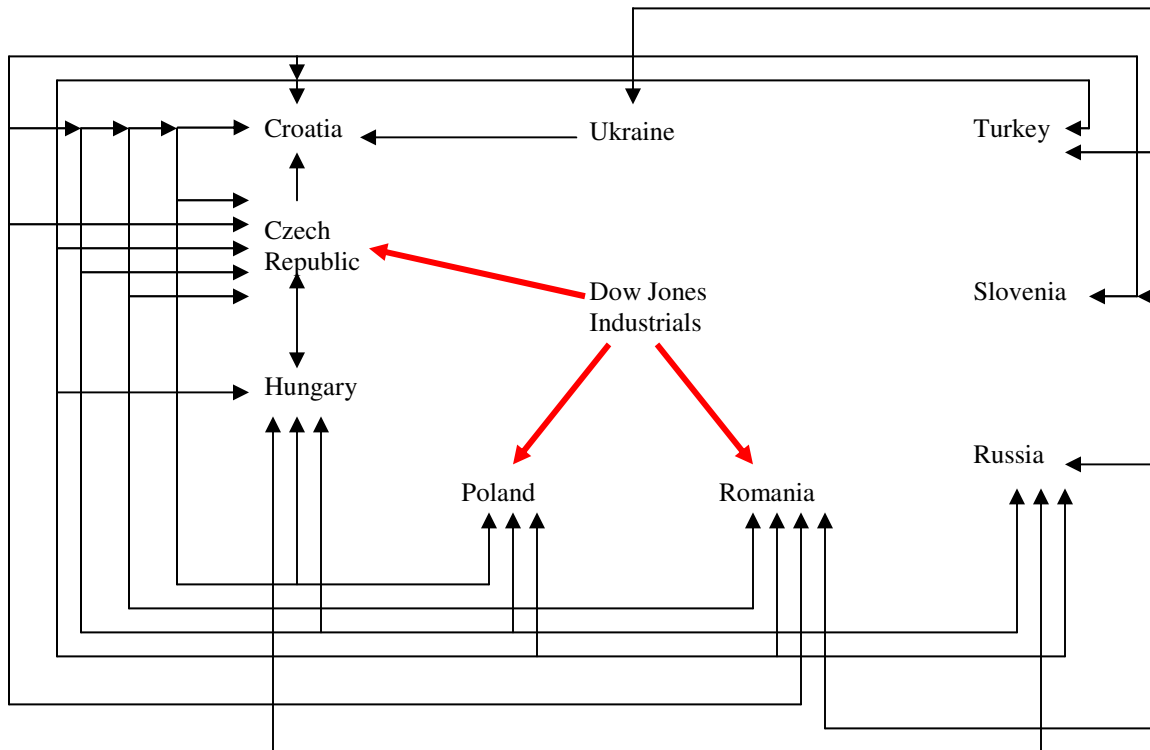 Croatia
Ukraine
Turkey
Czech
Republic
Dow Jones
Industrials
Slovenia
Hungary
Russia
Poland
Romania